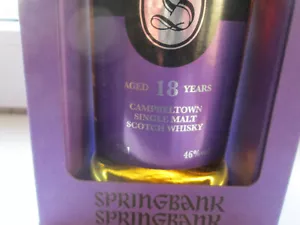 S
AGED 18 YEARS
CAMPBELTOWN
SINGLE MALT
SCOTCH WHISKY
46%
SPRINGBANK
SPRINGBANK